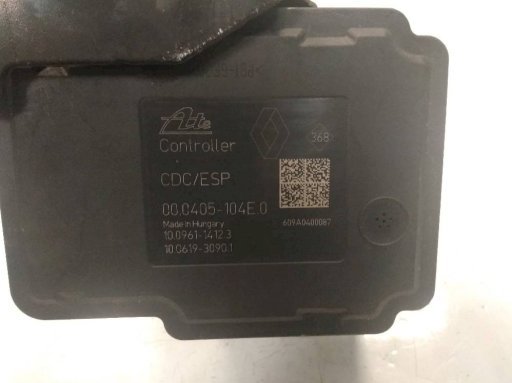 Ate
Controller
368
CDC/ESP
00.0405-104E.0
Made in Hungary
609A0400087
10.0961-1412.3
10.0619-3090.1